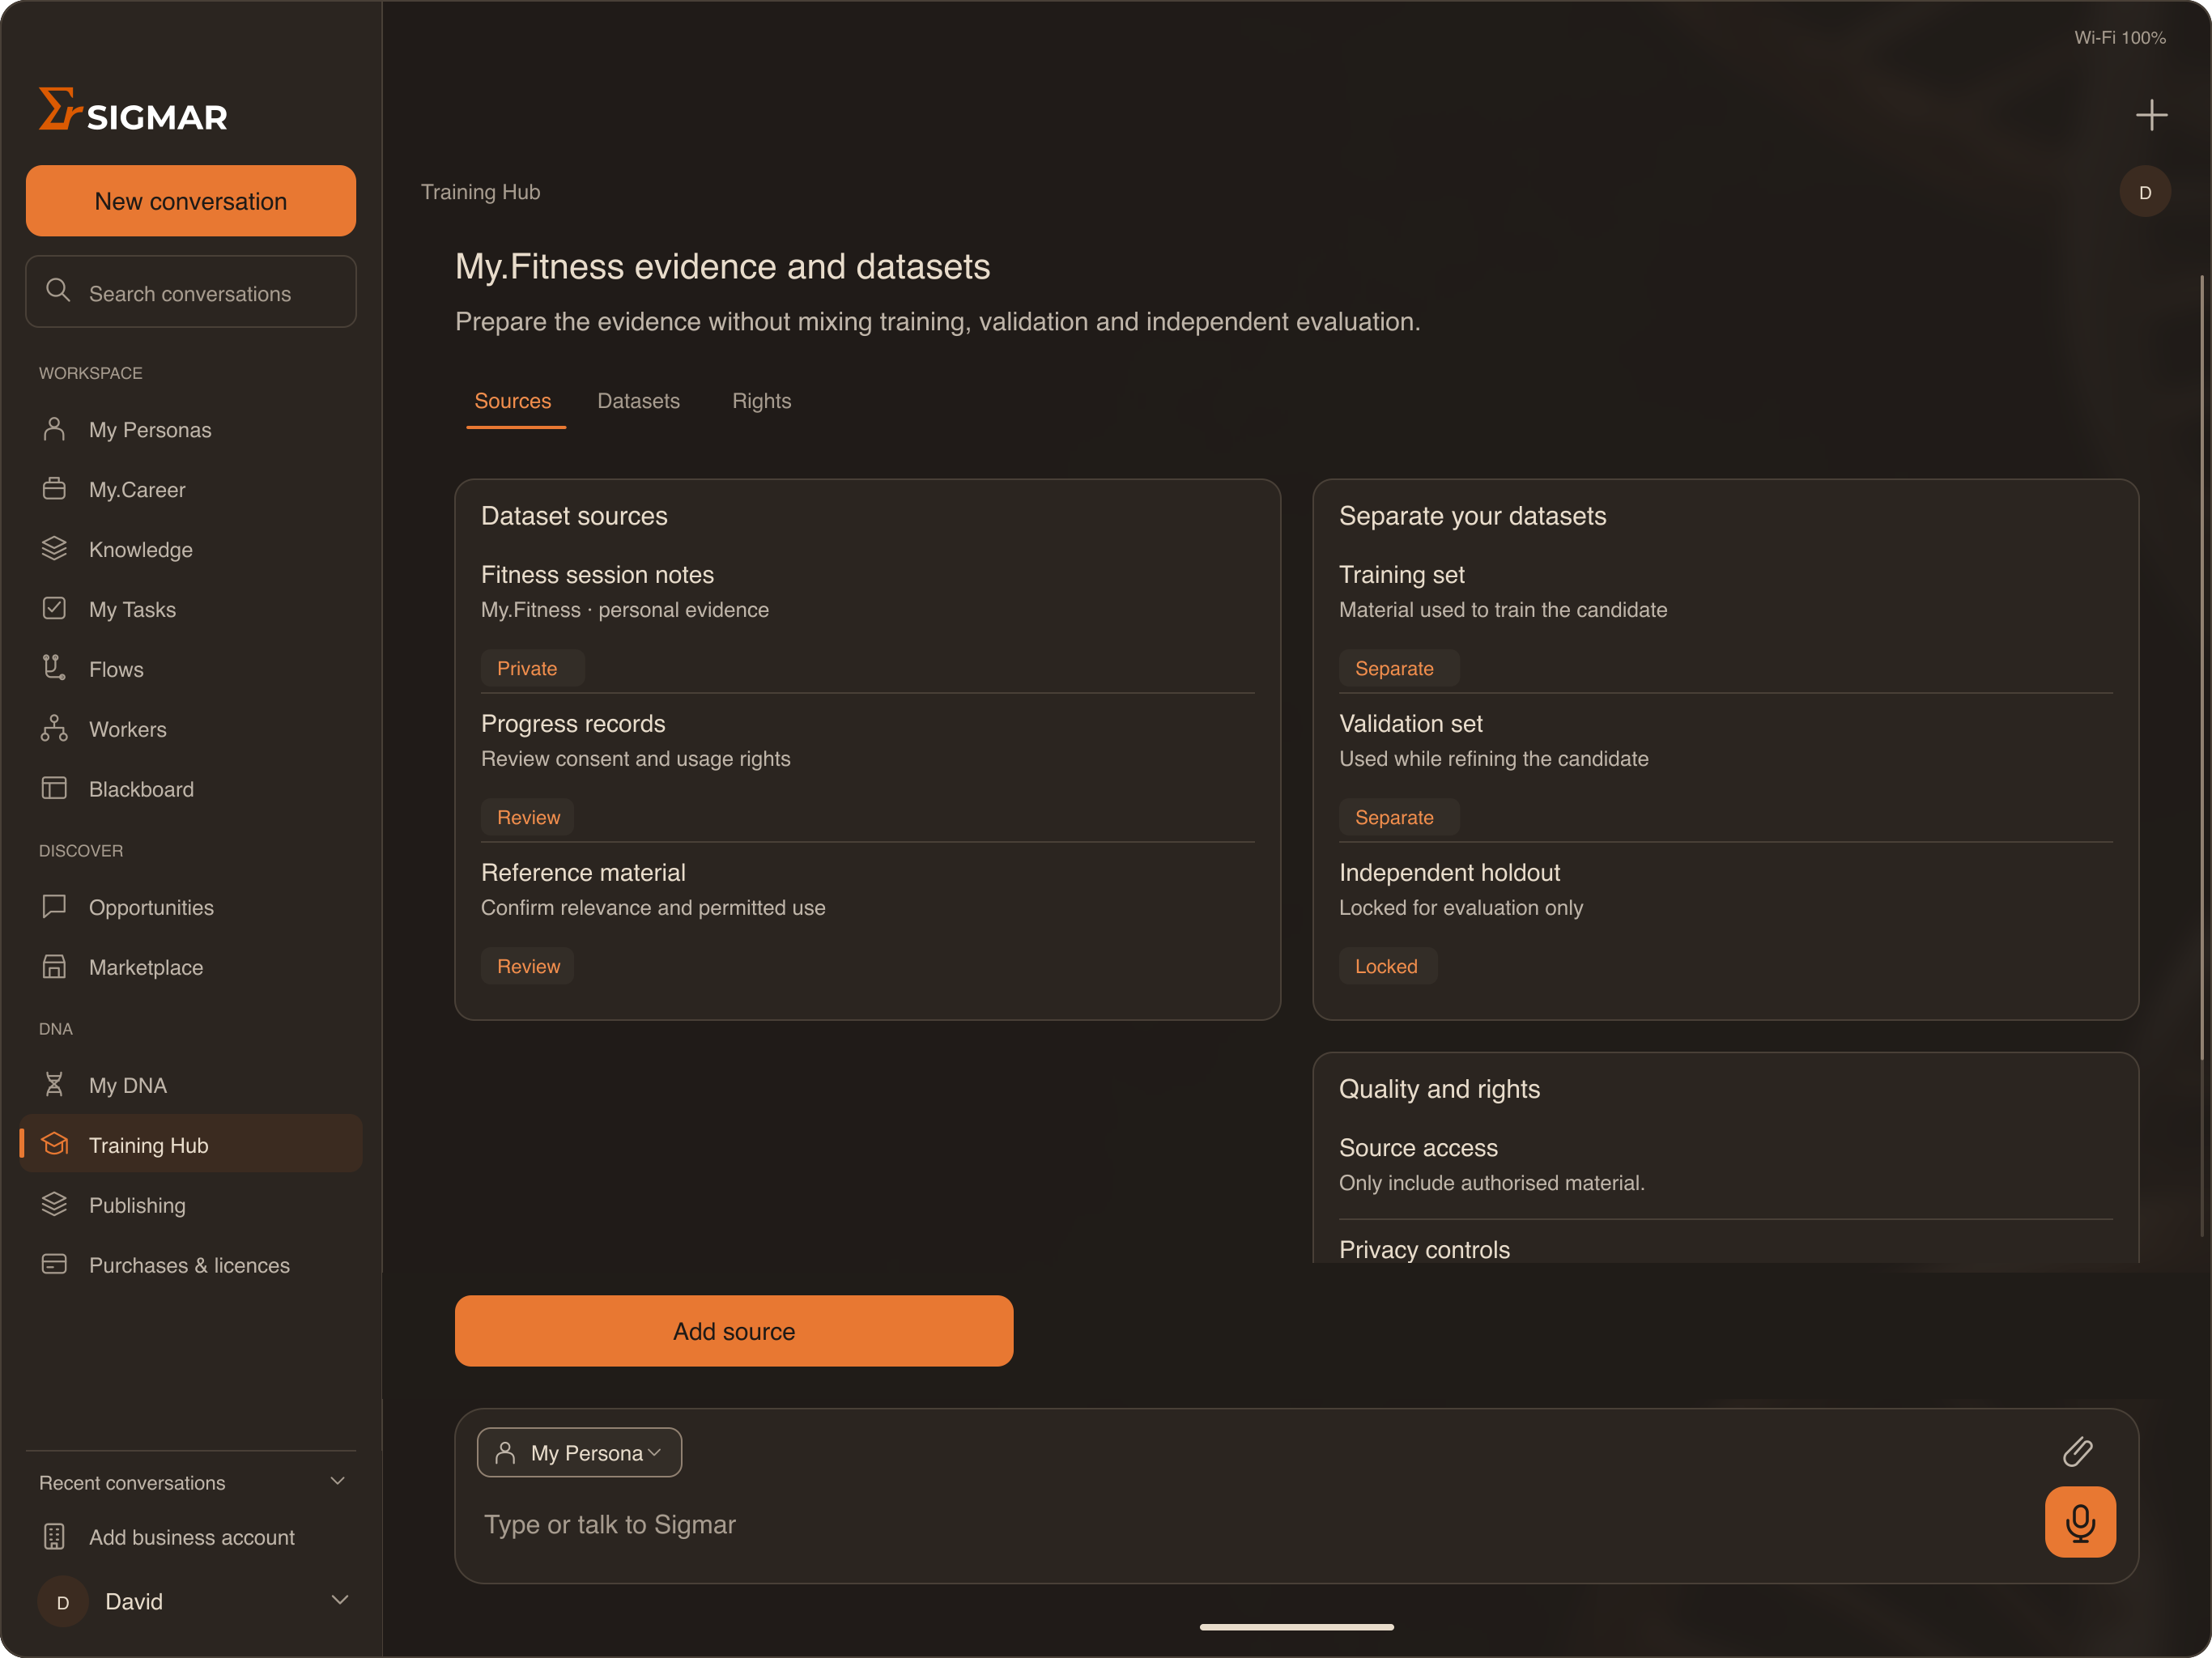 Wi-Fi 100%
Σr SIGMAR
New conversation
Search conversations
WORKSPACE
My Personas
My.Career
Knowledge
My Tasks
Flows
Workers
Blackboard
DISCOVER
Opportunities
Marketplace
DNA
My DNA
Training Hub
Publishing
Purchases & licences
Recent conversations
Add business account
D
David
Training Hub
D
My.Fitness evidence and datasets
Prepare the evidence without mixing training, validation and independent evaluation.
Sources
Datasets
Rights
Dataset sources
Fitness session notes
My.Fitness · personal evidence
Private
Progress records
Review consent and usage rights
Review
Reference material
Confirm relevance and permitted use
Review
Separate your datasets
Training set
Material used to train the candidate
Separate
Validation set
Used while refining the candidate
Separate
Independent holdout
Locked for evaluation only
Locked
Quality and rights
Source access
Only include authorised material.
Privacy controls
Add source
My Persona
Type or talk to Sigmar